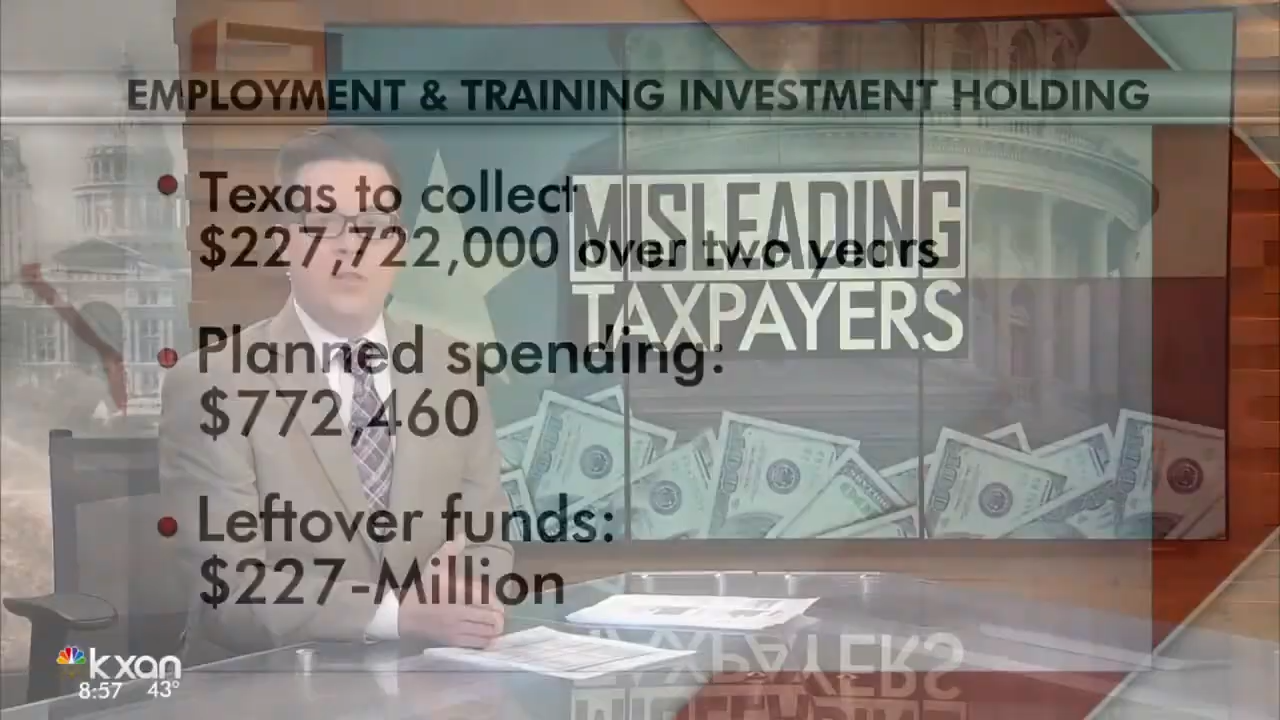 EMPLOYMENT & TRAINING INVESTMENT HOLDING
• Texas to collect
$227,722,000 over two years
• Planned spending:
$772,460
• Leftover funds:
$227-Million
MISLEADING
TAXPAYERS
kxan
8:57 43°